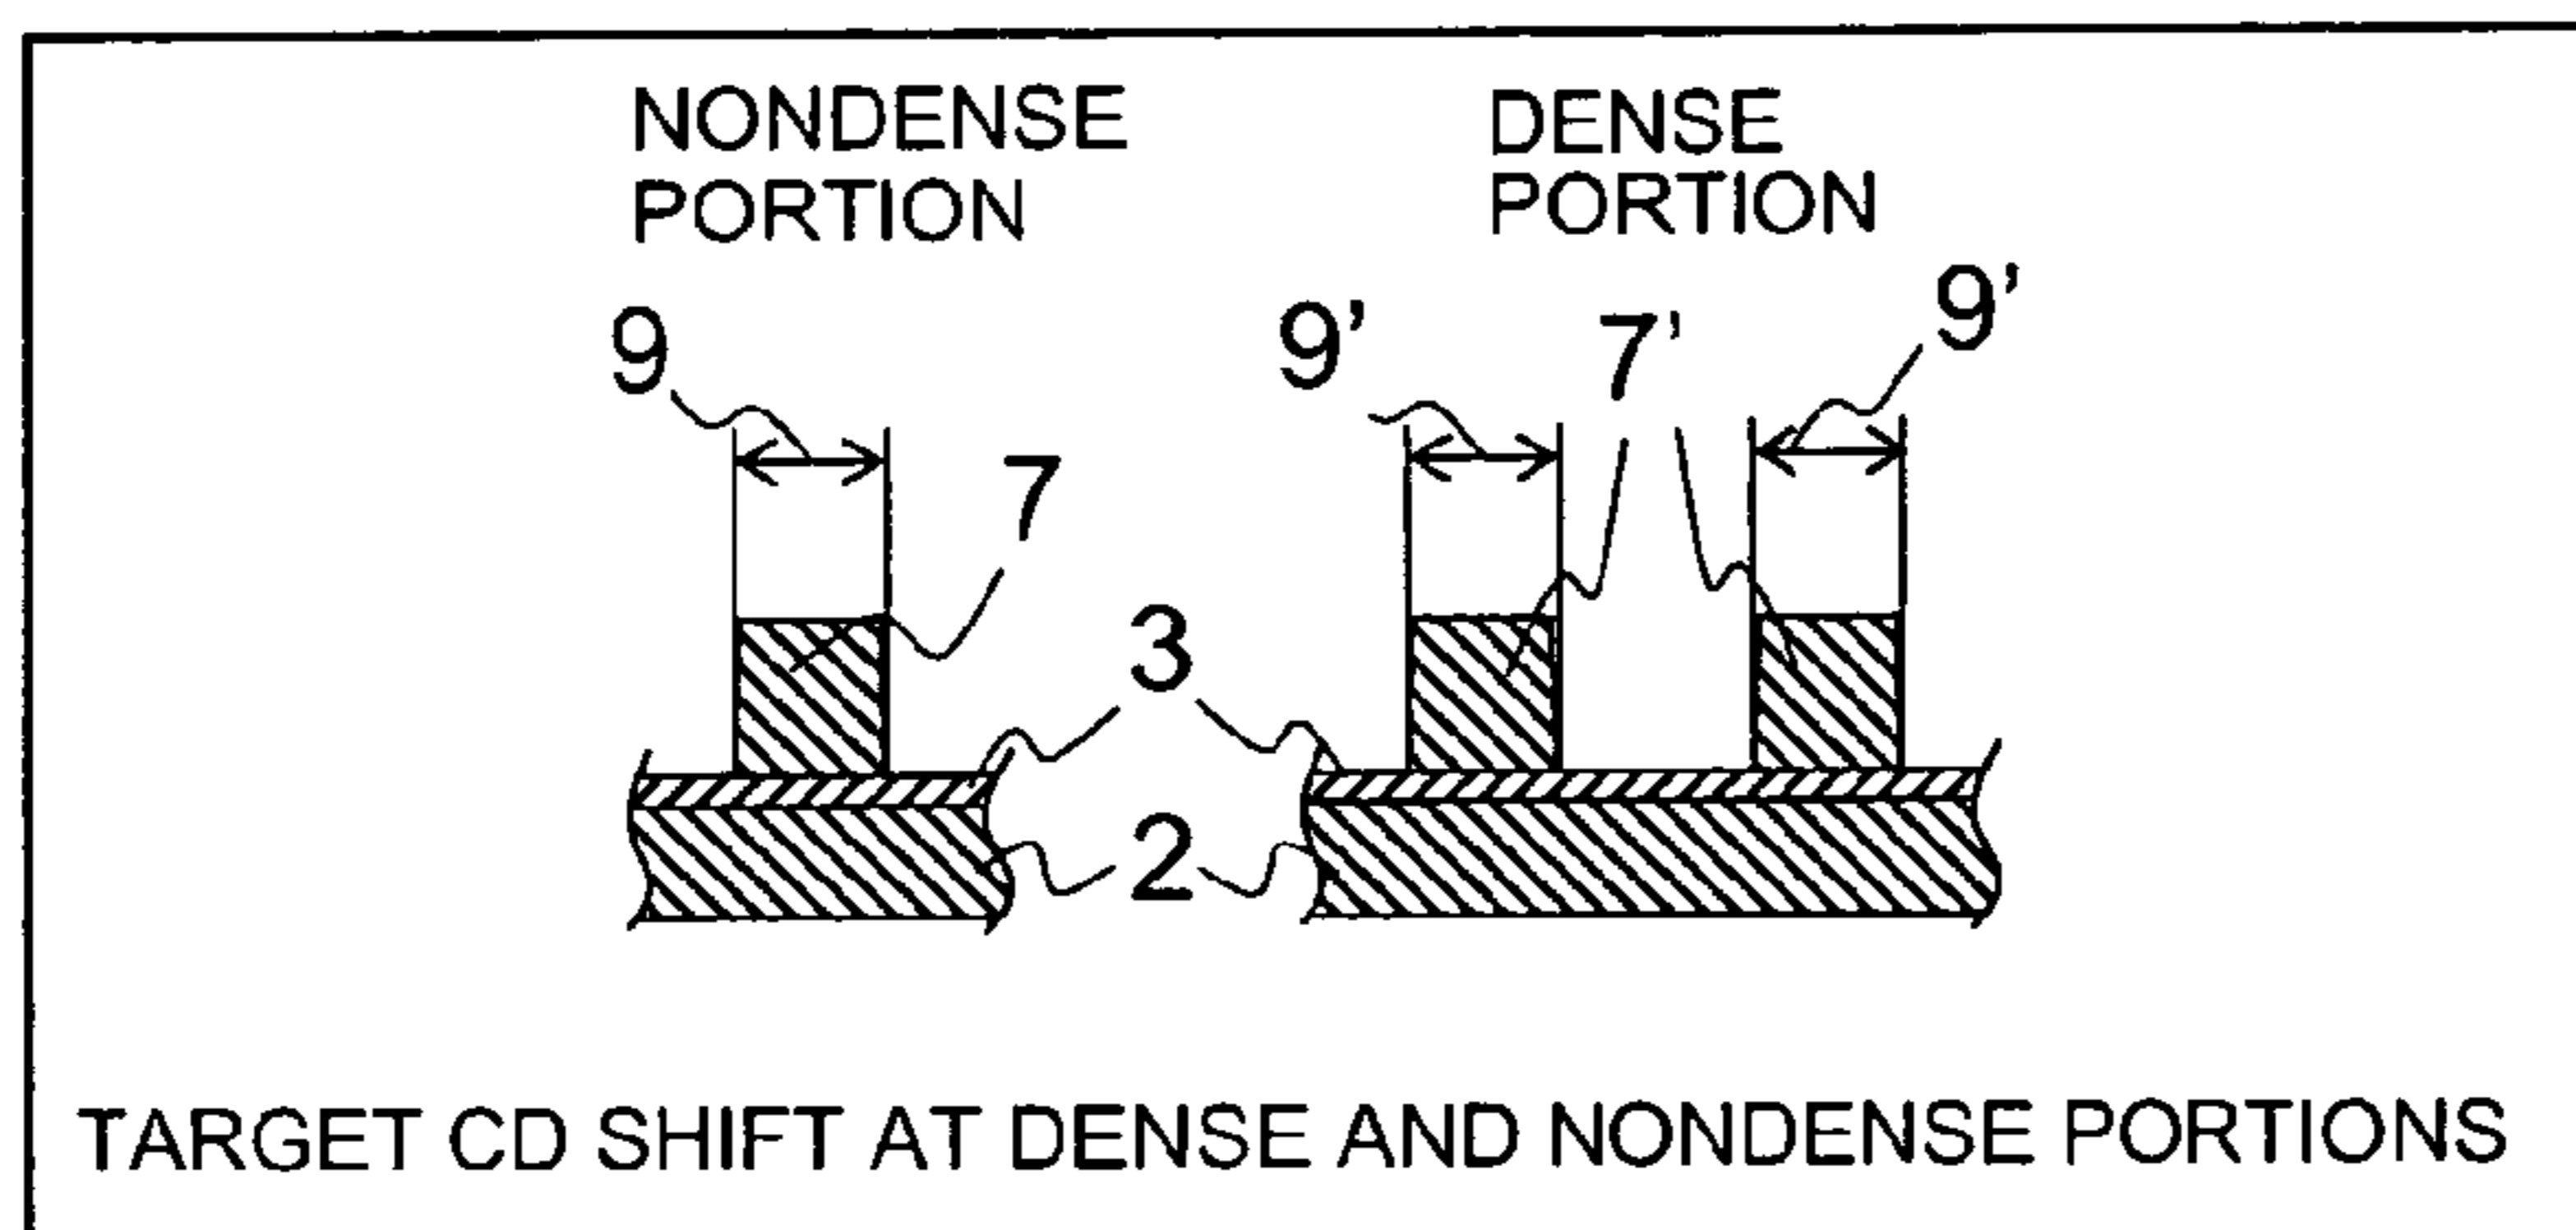 NONDENSE
PORTION
DENSE
PORTION
9
9’
7’
9’
7
3
2
TARGET CD SHIFT AT DENSE AND NONDENSE PORTIONS